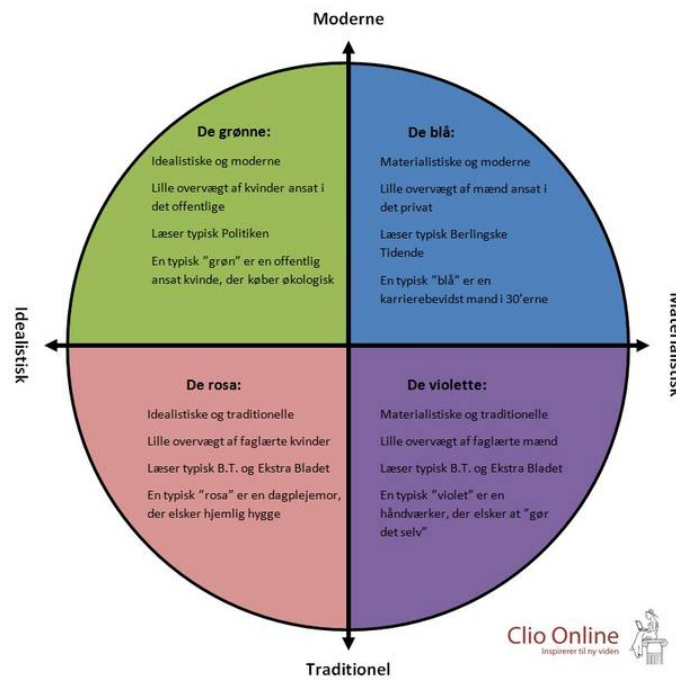 Moderne
De grønne:
Idealistiske og moderne
Lille overvægt af kvinder ansat i
det offentlige
Læser typisk Politiken
En typisk ”grøn” er en offentlig
ansat kvinde, der køber økologisk
De blå:
Materialistiske og moderne
Lille overvægt af mænd ansat i
det privat
Læser typisk Berlingske
Tidende
En typisk ”blå” er en
karrierebevidst mand i 30’erne
Idealistisk
Materialistisk
De rosa:
Idealistiske og traditionelle
Lille overvægt af faglærte kvinder
Læser typisk B.T. og Ekstra Bladet
En typisk ”rosa” er en dagplejemor,
der elsker hjemlig hygge
De violette:
Materialistiske og traditionelle
Lille overvægt af faglærte mænd
Læser typisk B.T. og Ekstra Bladet
En typisk ”violet” er en
håndværker, der elsker at ”gør
det selv”
Traditionel
Clio Online
Inspirerer til ny viden